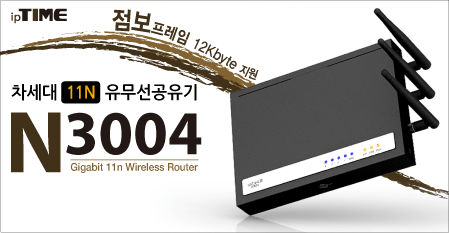 ipTIME
점보프레임 12Kbyte 지원
차세대 11N 유무선공유기
N3004
Gigabit 11n Wireless Router